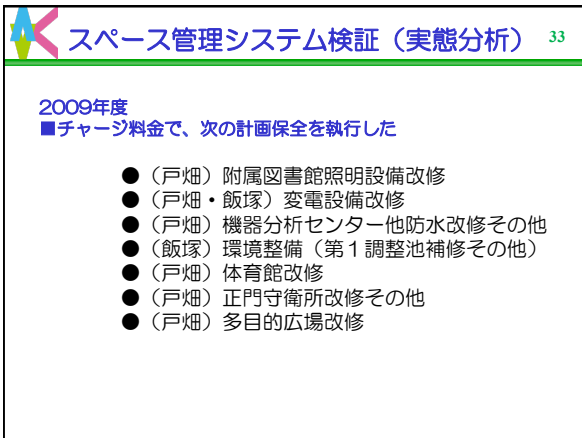 スペース管理システム検証（実態分析） 33
2009年度
■チャージ料金で、次の計画保全を執行した
●（戸畑）附属図書館照明設備改修
●（戸畑・飯塚）変電設備改修
●（戸畑）機器分析センター他防水改修その他
●（飯塚）環境整備（第１調整池補修その他）
●（戸畑）体育館改修
●（戸畑）正門守衛所改修その他
●（戸畑）多目的広場改修